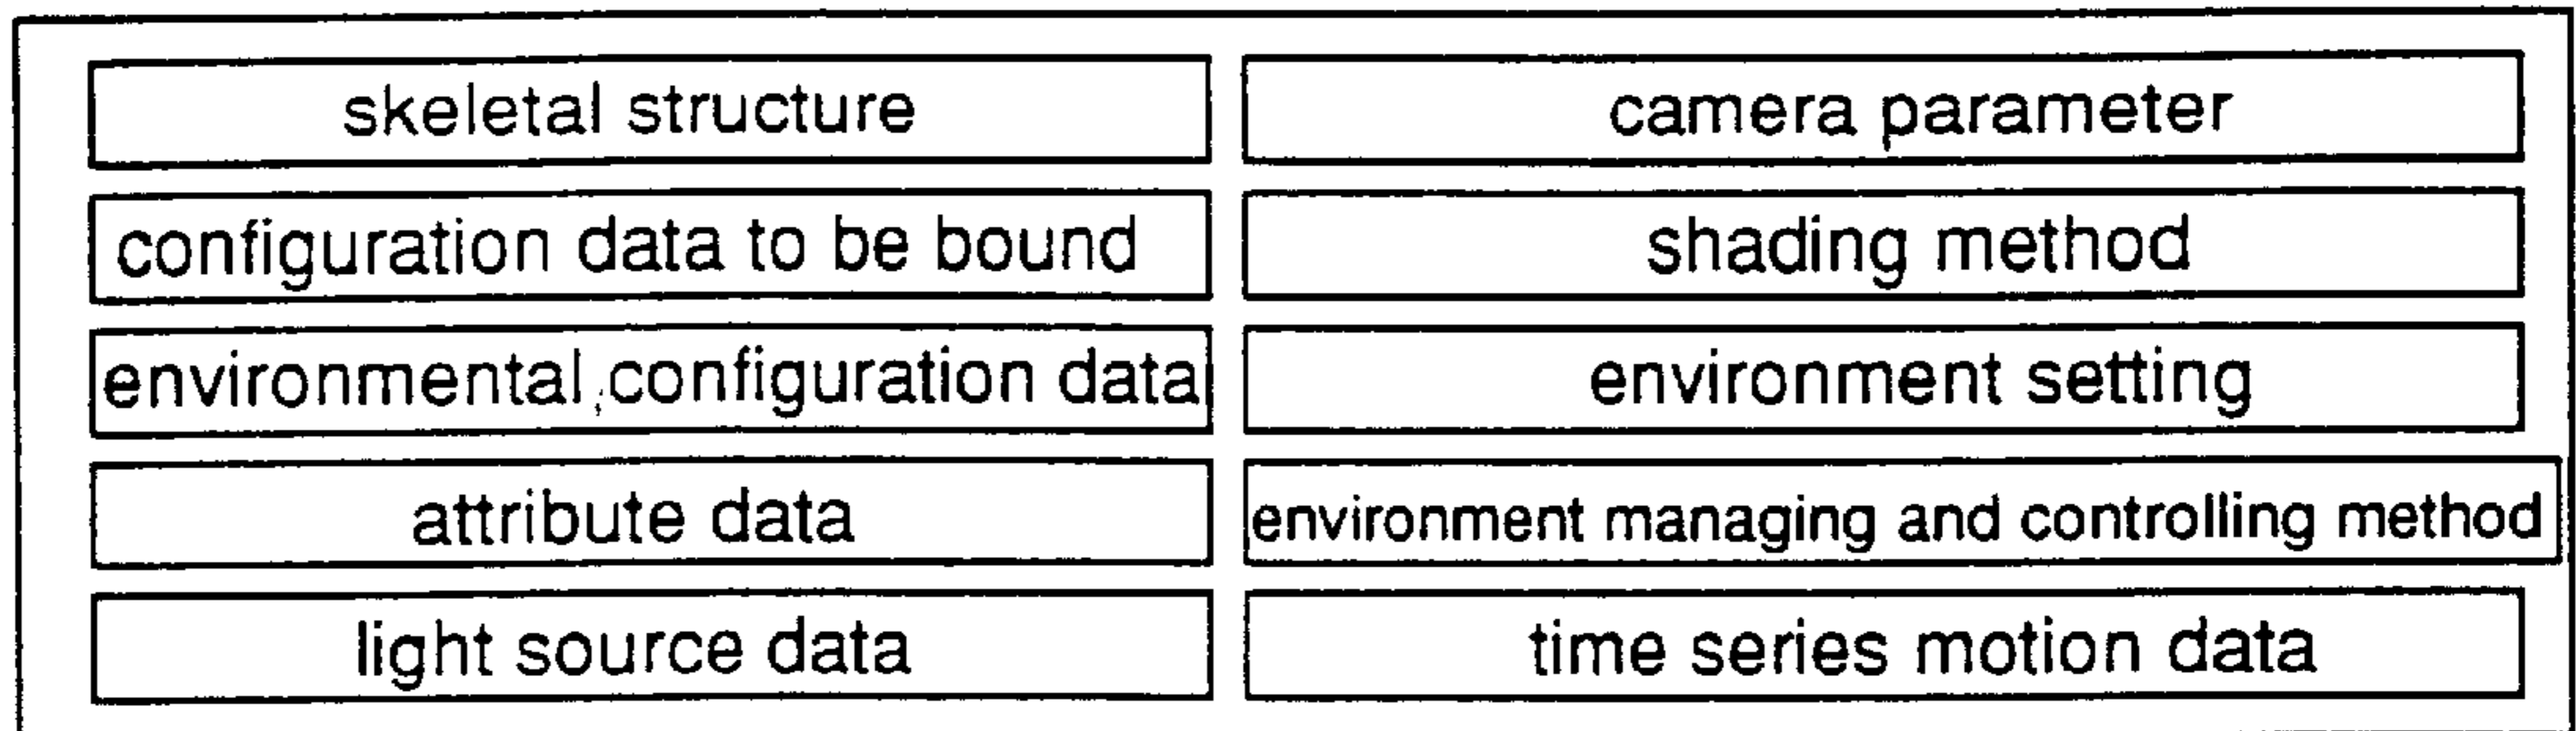 skeletal structure
camera parameter
configuration data to be bound
shading method
environmental configuration data
environment setting
attribute data
environment managing and controlling method
light source data
time series motion data